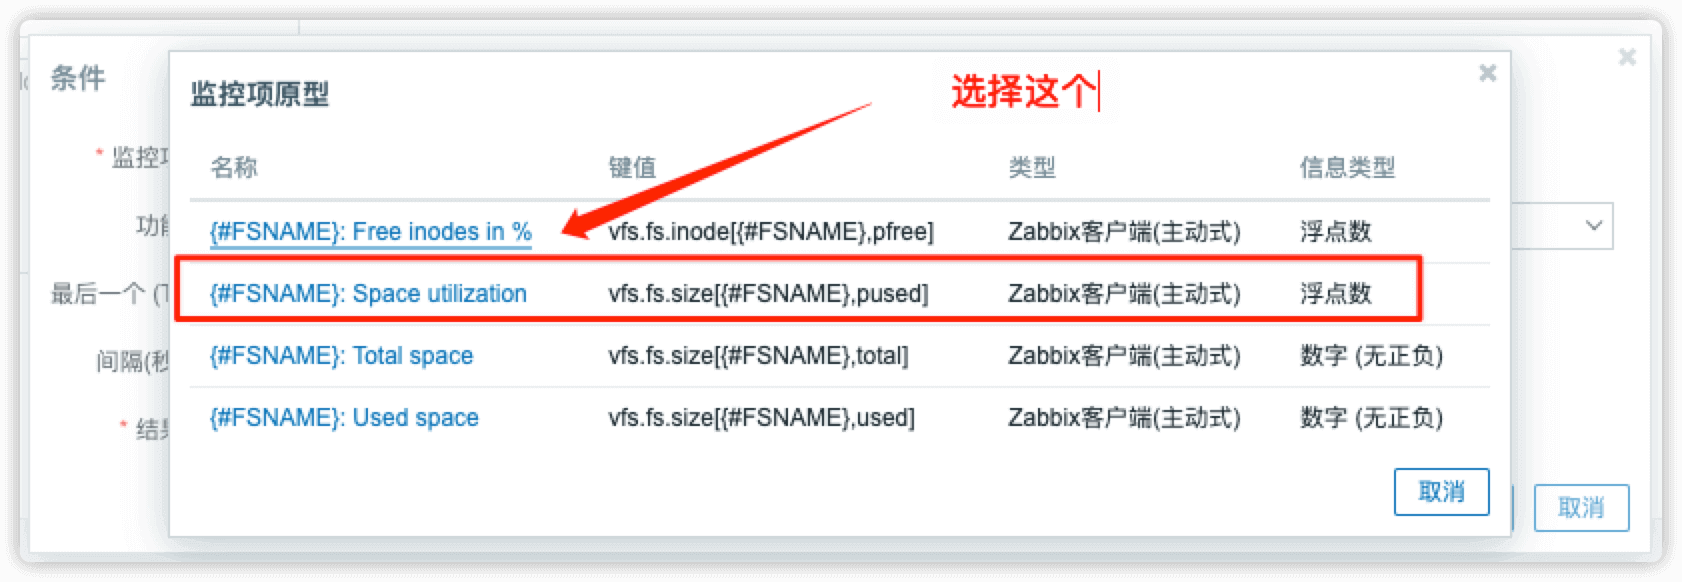 条件
监控项原型
选择这个
* 监控项
名称 键值 类型 信息类型
{#FSNAME}: Free inodes in % vfs.fs.inode[{#FSNAME},pfree] Zabbix客户端(主动式) 浮点数
功能
{#FSNAME}: Space utilization vfs.fs.size[{#FSNAME},pused] Zabbix客户端(主动式) 浮点数
最后一个 (T
{#FSNAME}: Total space vfs.fs.size[{#FSNAME},total] Zabbix客户端(主动式) 数字 (无正负)
间隔(秒
{#FSNAME}: Used space vfs.fs.size[{#FSNAME},used] Zabbix客户端(主动式) 数字 (无正负)
* 结果
取消
取消